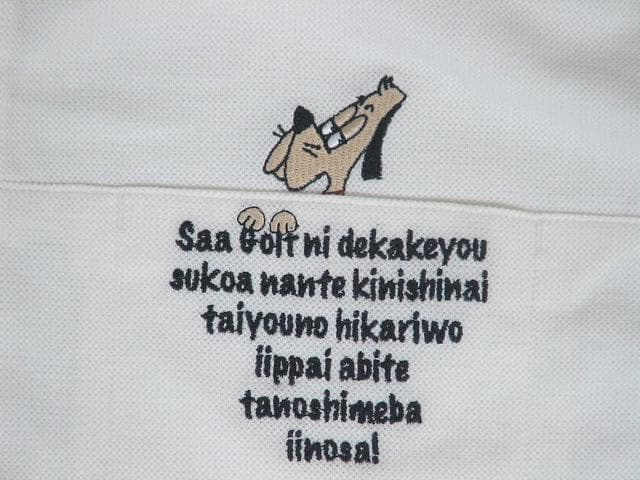 Saa Golf ni dekakeyou
sukoa nante kinishinai
taiyouno hikariwo
iippai abite
tanoshimeba
iinosa!